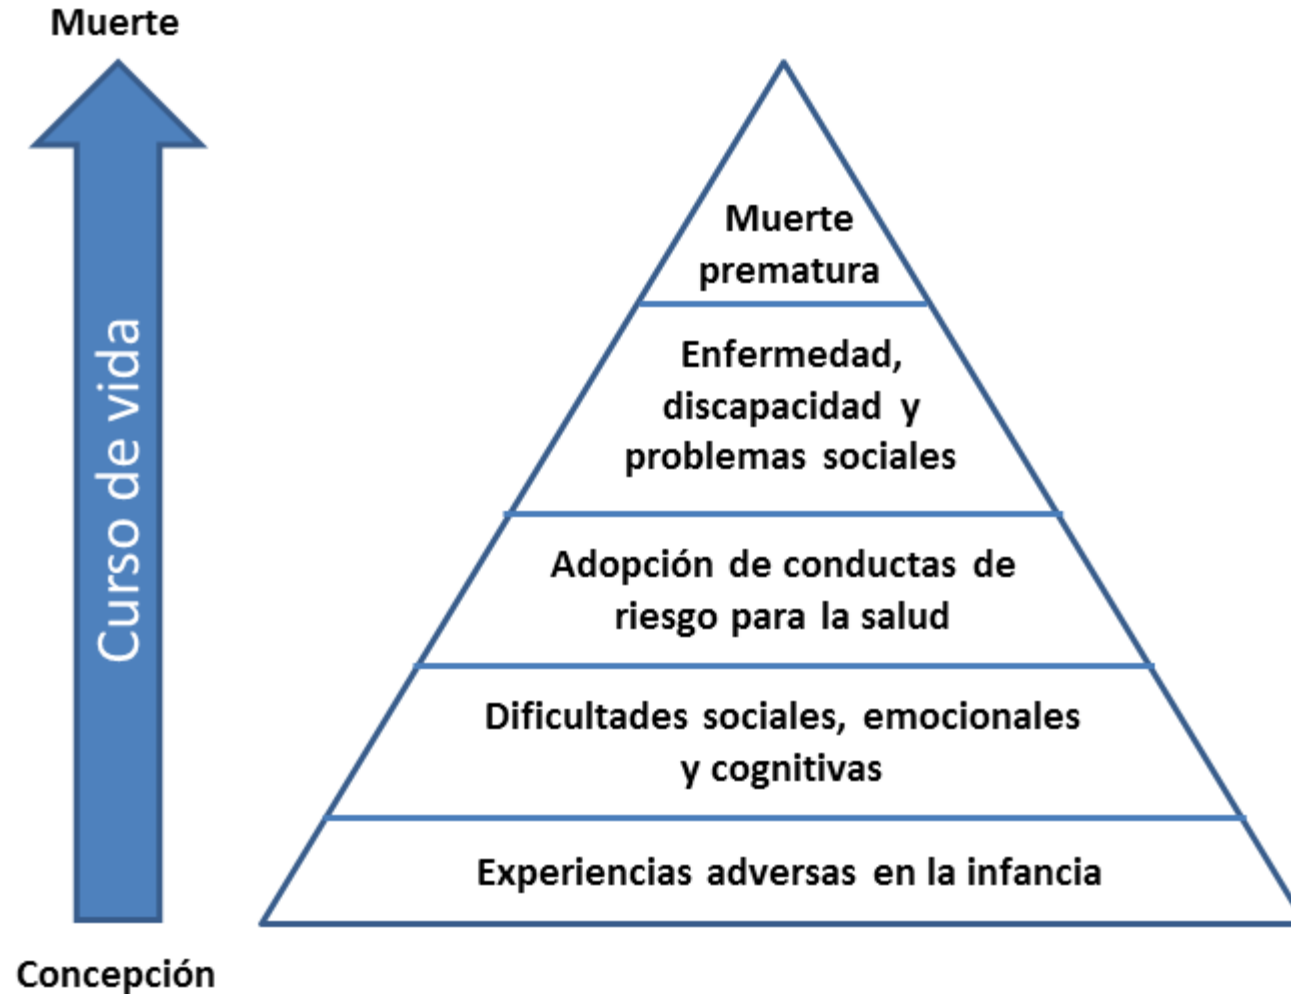 Muerte
Curso de vida
Concepción
Muerte
prematura
Enfermedad,
discapacidad y
problemas sociales
Adopción de conductas de
riesgo para la salud
Dificultades sociales, emocionales
y cognitivas
Experiencias adversas en la infancia